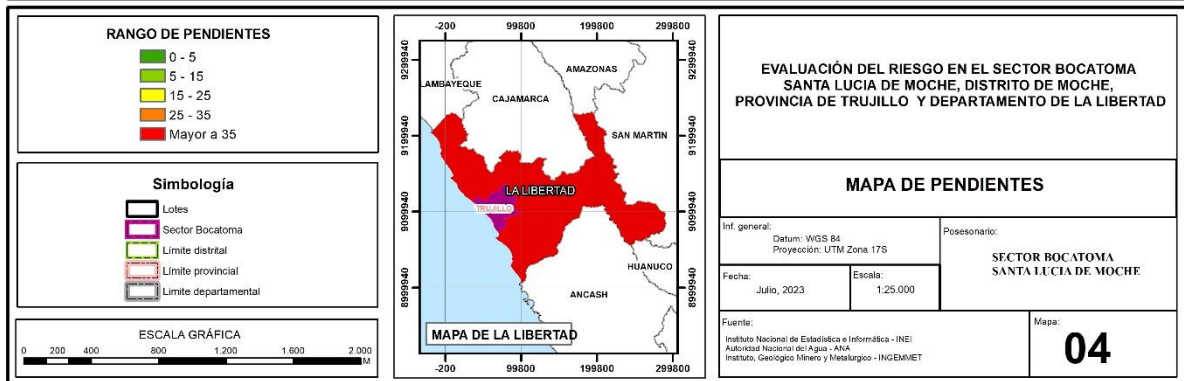 RANGO DE PENDIENTES
0 - 5
5 - 15
15 - 25
25 - 35
Mayor a 35
Simbología
Lotes
Sector Bocatoma
Límite distrital
Límite provincial
Límite departamental
ESCALA GRÁFICA
0 200 400 800 1.200 1.600 2.000
M
-200 99800 199800 299800
9299940 9299940
AMAZONAS
LAMBAYEQUE
CAJAMARCA
9199940 SAN MARTIN 9199940
LA LIBERTAD
TRUJILLO
9099940 9099940
HUANUCO
8999940 ANCASH 8999940
MAPA DE LA LIBERTAD
-200 99800 199800 299800
EVALUACIÓN DEL RIESGO EN EL SECTOR BOCATOMA
SANTA LUCIA DE MOCHE, DISTRITO DE MOCHE,
PROVINCIA DE TRUJILLO Y DEPARTAMENTO DE LA LIBERTAD
MAPA DE PENDIENTES
Inf. general:
Datum: WGS 84
Proyección: UTM Zona 17S
Posesonario:
SECTOR BOCATOMA
SANTA LUCIA DE MOCHE
Fecha:
Julio, 2023
Escala:
1:25.000
Fuente:
Instituto Nacional de Estadística e Informática - INEI
Autoridad Nacional del Agua - ANA
Instituto, Geológico Minero y Metalurgico - INGEMMET
Mapa:
04